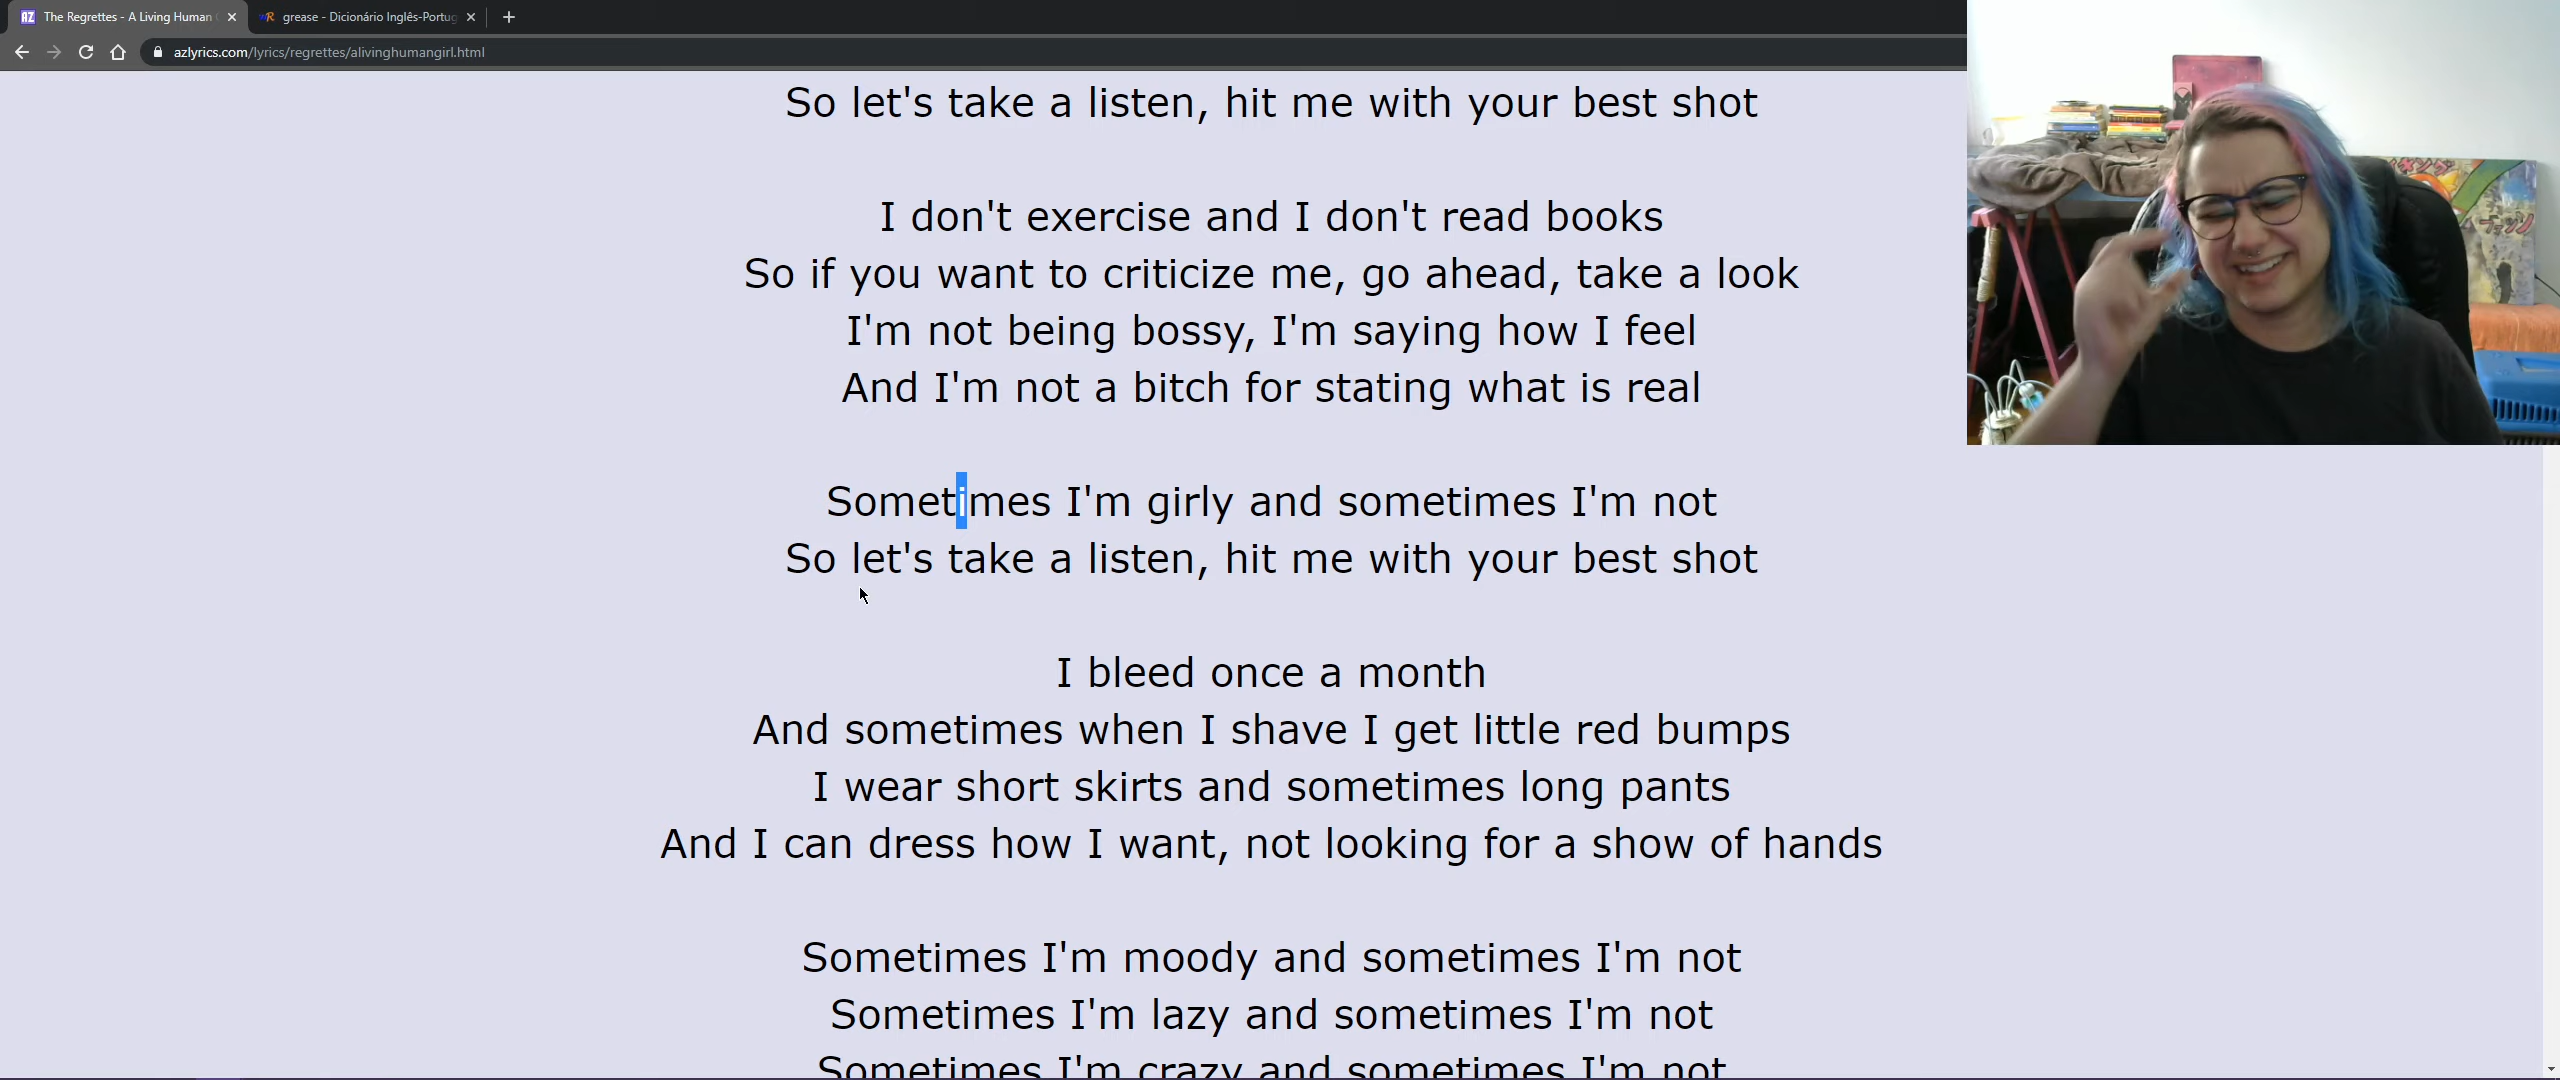 The Regrettes - A Living Human
grease - Dicionário Inglês-Portug
azlyrics.com/lyrics/regrettes/alivinghumangirl.html
So let's take a listen, hit me with your best shot
I don't exercise and I don't read books
So if you want to criticize me, go ahead, take a look
I'm not being bossy, I'm saying how I feel
And I'm not a bitch for stating what is real
Sometimes I'm girly and sometimes I'm not
So let's take a listen, hit me with your best shot
I bleed once a month
And sometimes when I shave I get little red bumps
I wear short skirts and sometimes long pants
And I can dress how I want, not looking for a show of hands
Sometimes I'm moody and sometimes I'm not
Sometimes I'm lazy and sometimes I'm not
Sometimes I'm crazy and sometimes I'm not